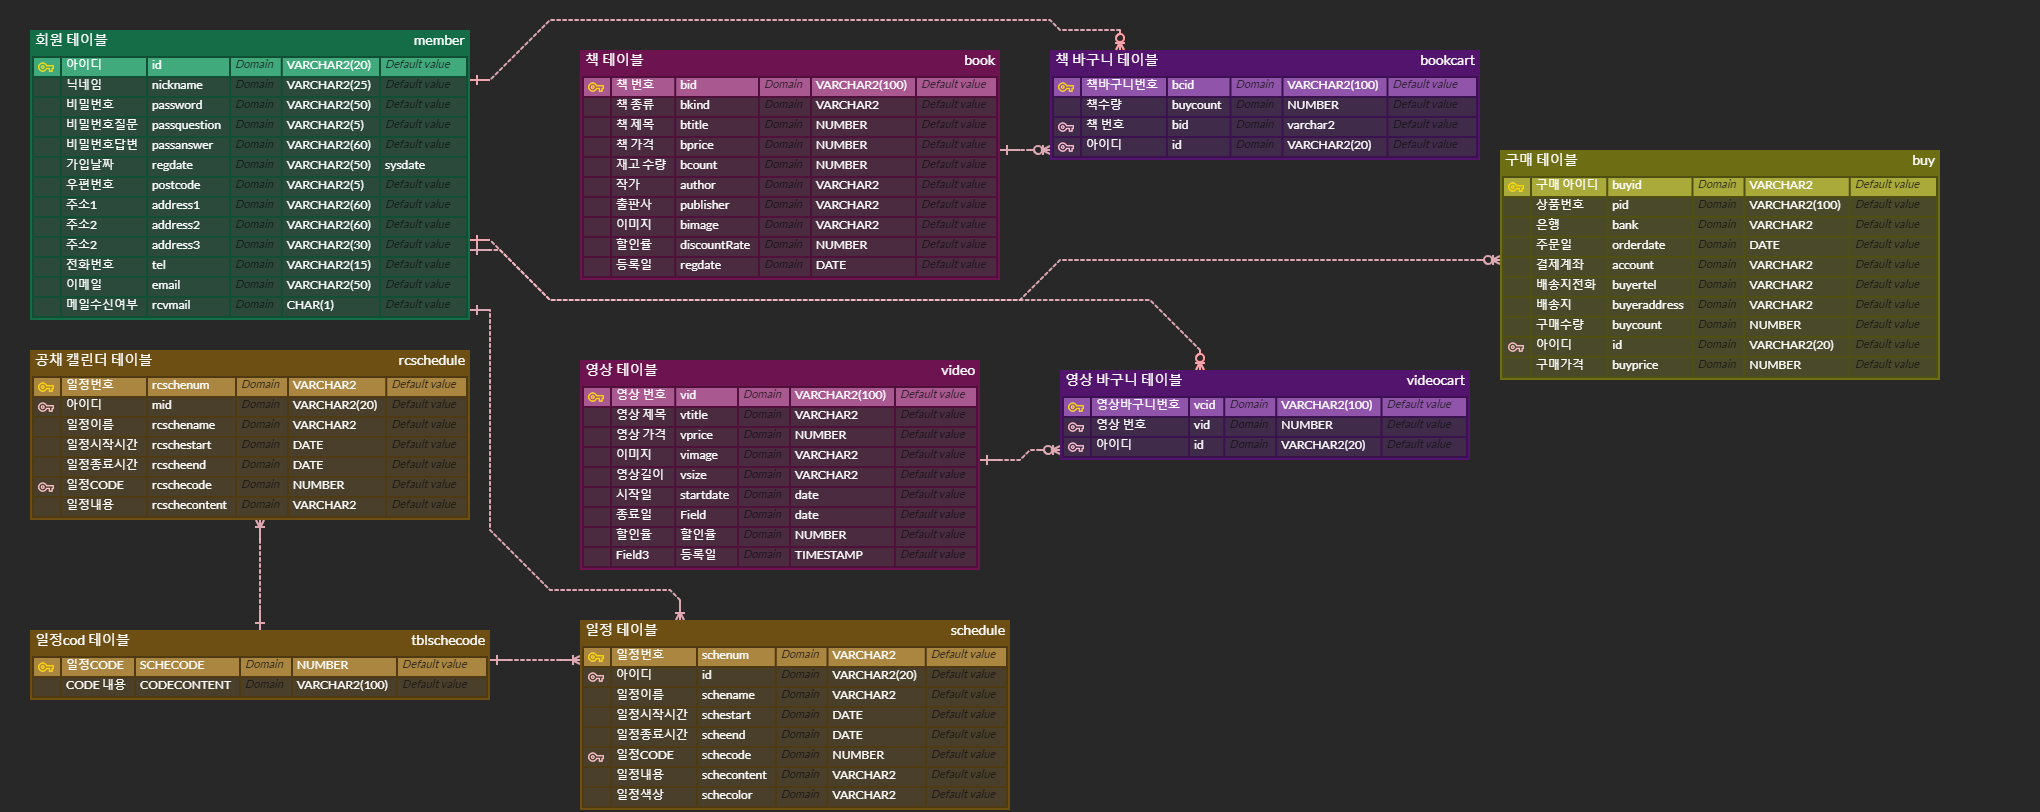 회원 테이블 member
아이디 id Domain VARCHAR2(20) Default value
닉네임 nickname Domain VARCHAR2(25) Default value
비밀번호 password Domain VARCHAR2(50) Default value
비밀번호질문 passquestion Domain VARCHAR2(5) Default value
비밀번호답변 passanswer Domain VARCHAR2(60) Default value
가입날짜 regdate Domain VARCHAR2(50) sysdate
우편번호 postcode Domain VARCHAR2(5) Default value
주소1 address1 Domain VARCHAR2(60) Default value
주소2 address2 Domain VARCHAR2(60) Default value
주소2 address3 Domain VARCHAR2(30) Default value
전화번호 tel Domain VARCHAR2(15) Default value
이메일 email Domain VARCHAR2(50) Default value
메일수신여부 rcvmail Domain CHAR(1) Default value
책 테이블 book
책 번호 bid Domain VARCHAR2(100) Default value
책 종류 bkind Domain VARCHAR2 Default value
책 제목 btitle Domain NUMBER Default value
책 가격 bprice Domain NUMBER Default value
재고 수량 bcount Domain NUMBER Default value
작가 author Domain VARCHAR2 Default value
출판사 publisher Domain VARCHAR2 Default value
이미지 bimage Domain VARCHAR2 Default value
할인률 discountRate Domain NUMBER Default value
등록일 regdate Domain DATE Default value
책 바구니 테이블 bookcart
책바구니번호 bcid Domain VARCHAR2(100) Default value
책수량 buycount Domain NUMBER Default value
책 번호 bid Domain varchar2 Default value
아이디 id Domain VARCHAR2(20) Default value
구매 테이블 buy
구매 아이디 buyid Domain VARCHAR2 Default value
상품번호 pid Domain VARCHAR2(100) Default value
은행 bank Domain VARCHAR2 Default value
주문일 orderdate Domain DATE Default value
결제계좌 account Domain VARCHAR2 Default value
배송지전화 buyertel Domain VARCHAR2 Default value
배송지 buyeraddress Domain VARCHAR2 Default value
구매수량 buycount Domain NUMBER Default value
아이디 id Domain VARCHAR2(20) Default value
구매가격 buyprice Domain NUMBER Default value
공채 캘린더 테이블 rcschedule
일정번호 rcschenum Domain VARCHAR2 Default value
아이디 mid Domain VARCHAR2(20) Default value
일정이름 rcschename Domain VARCHAR2 Default value
일정시작시간 rcschestart Domain DATE Default value
일정종료시간 rcscheend Domain DATE Default value
일정CODE rcschecode Domain NUMBER Default value
일정내용 rcschecontent Domain VARCHAR2 Default value
영상 테이블 video
영상 번호 vid Domain VARCHAR2(100) Default value
영상 제목 vtitle Domain VARCHAR2 Default value
영상 가격 vprice Domain NUMBER Default value
이미지 vimage Domain VARCHAR2 Default value
영상길이 vsize Domain VARCHAR2 Default value
시작일 startdate Domain date Default value
종료일 Field Domain date Default value
할인율 할인율 Domain NUMBER Default value
Field3 등록일 Domain TIMESTAMP Default value
영상 바구니 테이블 videocart
영상바구니번호 vcid Domain VARCHAR2(100) Default value
영상 번호 vid Domain NUMBER Default value
아이디 id Domain VARCHAR2(20) Default value
일정cod 테이블 tblschecode
일정CODE SCHECODE Domain NUMBER Default value
CODE 내용 CODECONTENT Domain VARCHAR2(100) Default value
일정 테이블 schedule
일정번호 schenum Domain VARCHAR2 Default value
아이디 id Domain VARCHAR2(20) Default value
일정이름 schename Domain VARCHAR2 Default value
일정시작시간 schestart Domain DATE Default value
일정종료시간 scheend Domain DATE Default value
일정CODE schecode Domain NUMBER Default value
일정내용 schecontent Domain VARCHAR2 Default value
일정색상 schecolor Domain VARCHAR2 Default value